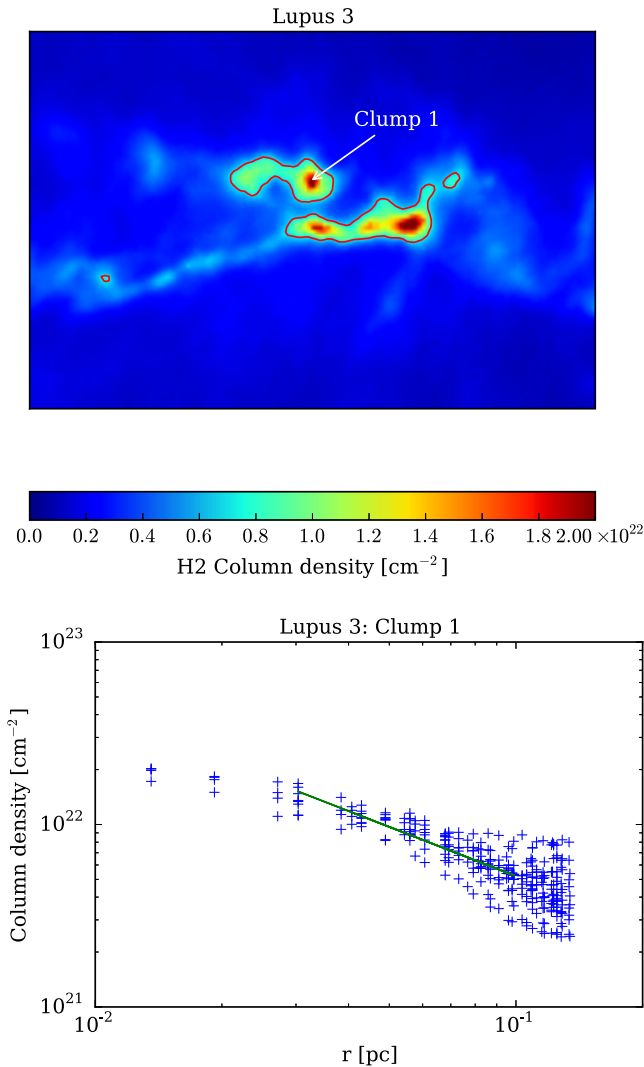 Lupus 3
Clump 1
0.0 0.2 0.4 0.6 0.8 1.0 1.2 1.4 1.6 1.8 2.00 ×10²²
H2 Column density [cm⁻²]
Lupus 3: Clump 1
10²³
10²²
10²¹
Column density [cm⁻²]
10⁻² 10⁻¹
r [pc]